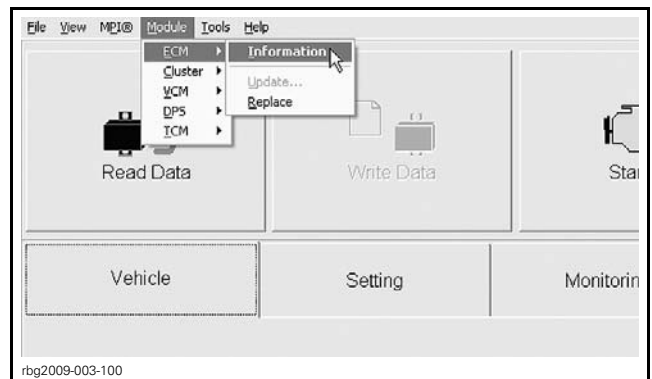 File View MPI® Module Tools Help
ECM Information
Cluster
Update...
VCM
Replace
DPS
TCM
Read Data Write Data Sta
Vehicle Setting Monitorin
rbg2009-003-100